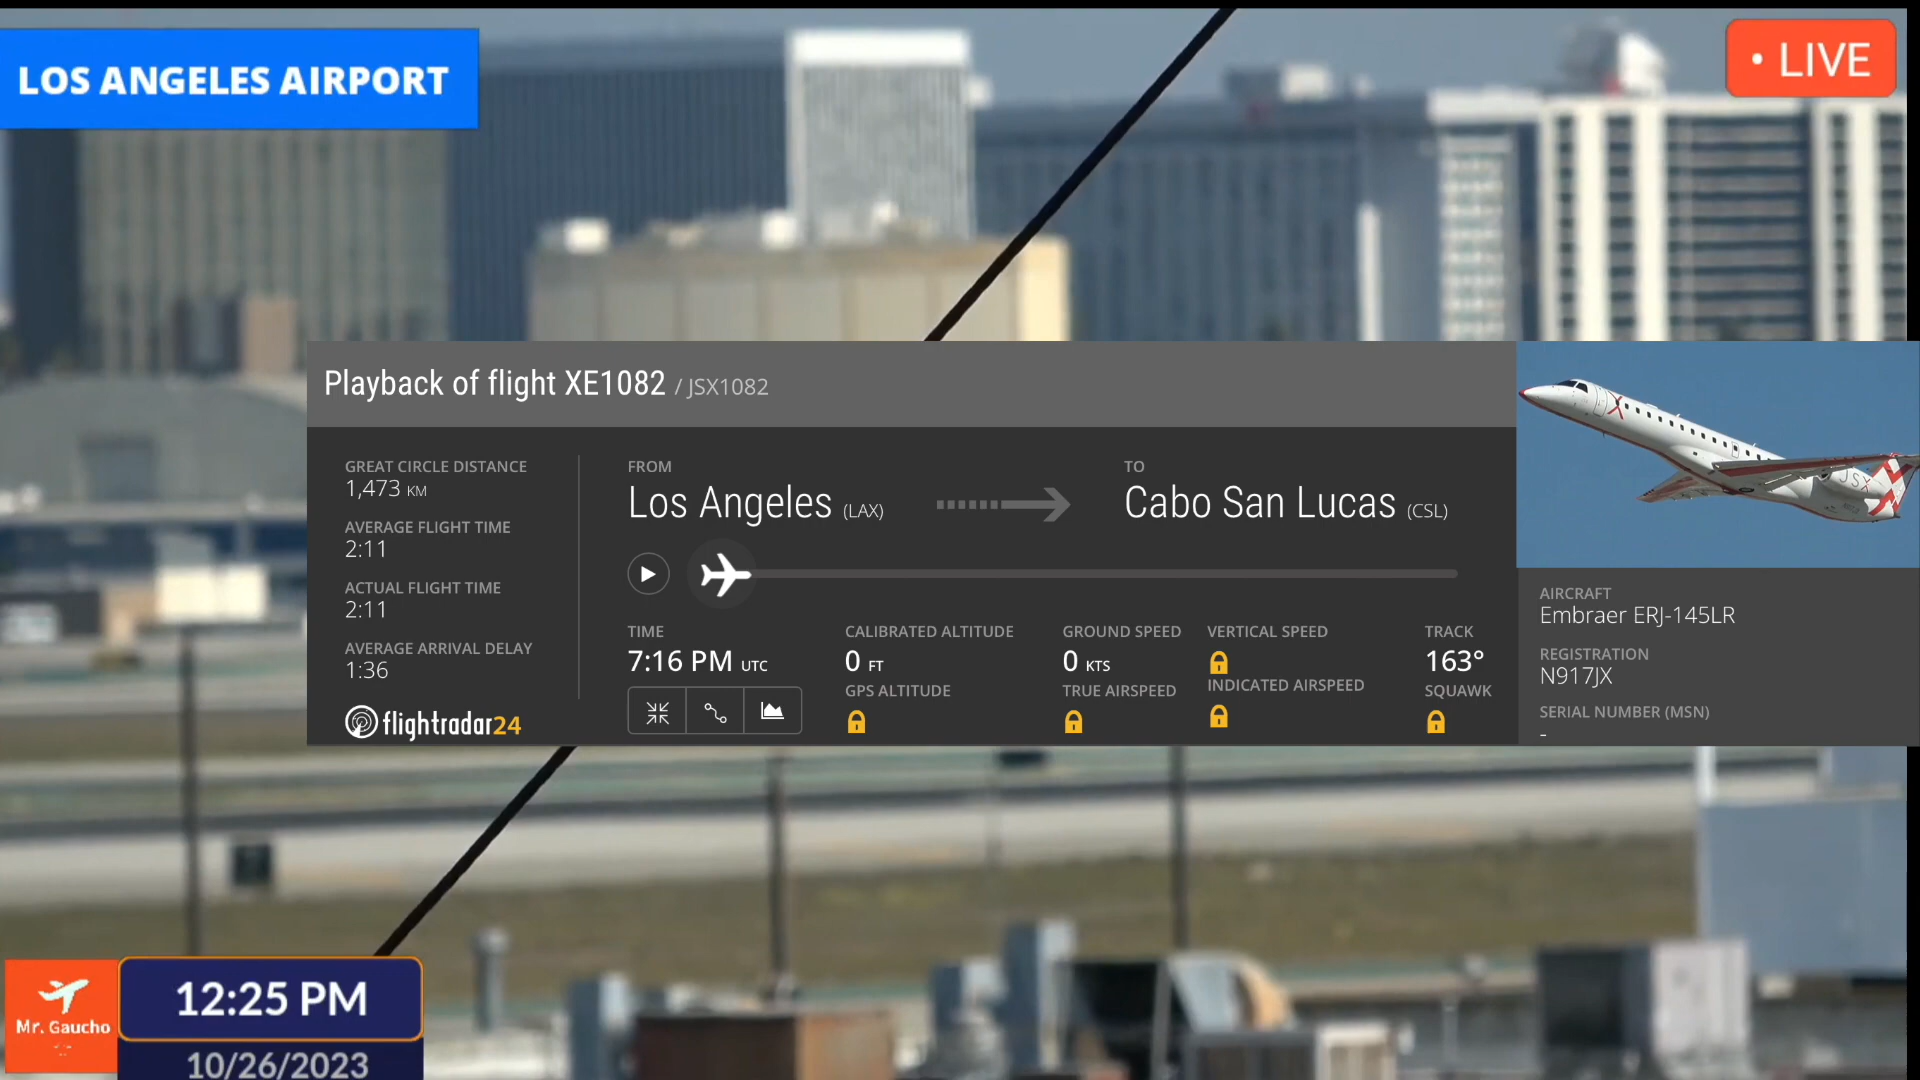 LOS ANGELES AIRPORT
• LIVE
Playback of flight XE1082 / JSX1082
GREAT CIRCLE DISTANCE
1,473 KM
AVERAGE FLIGHT TIME
2:11
ACTUAL FLIGHT TIME
2:11
AVERAGE ARRIVAL DELAY
1:36
flightradar24
FROM
Los Angeles (LAX)
TO
Cabo San Lucas (CSL)
TIME
7:16 PM UTC
CALIBRATED ALTITUDE
0 FT
GPS ALTITUDE
GROUND SPEED
0 KTS
TRUE AIRSPEED
VERTICAL SPEED
INDICATED AIRSPEED
TRACK
163°
SQUAWK
JSX
AIRCRAFT
Embraer ERJ-145LR
REGISTRATION
N917JX
SERIAL NUMBER (MSN)
-
Mr. Gaucho
12:25 PM
10/26/2023